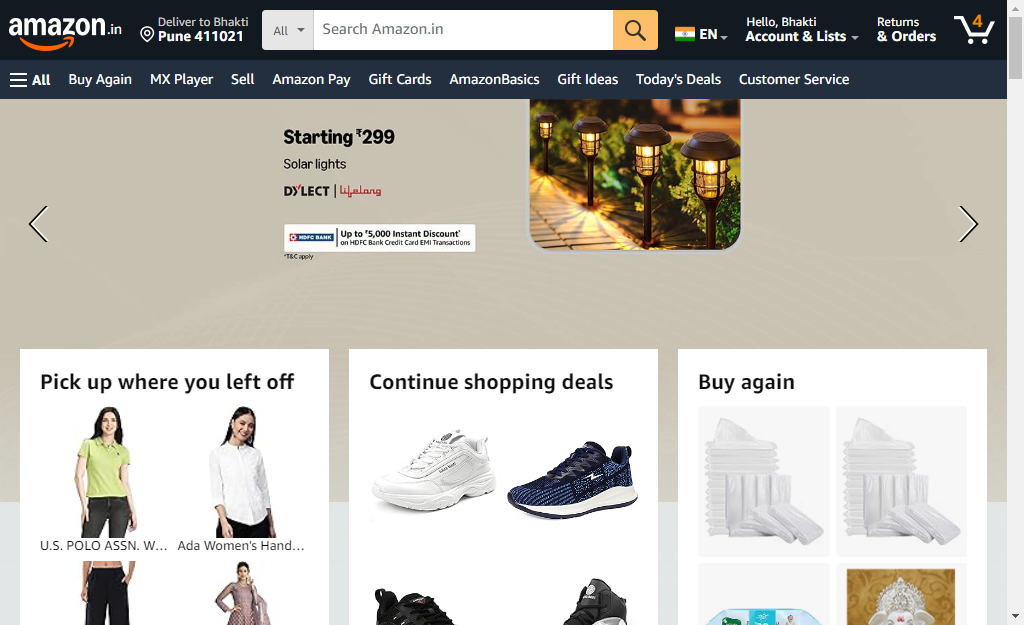 amazon.in
Deliver to Bhakti
Pune 411021
All
Search Amazon.in
EN
Hello, Bhakti
Account & Lists
Returns
& Orders
4
All
Buy Again
MX Player
Sell
Amazon Pay
Gift Cards
AmazonBasics
Gift Ideas
Today's Deals
Customer Service
Starting ₹299
Solar lights
DYLECT | Lifelong
HDFC BANK
Up to ₹5,000 Instant Discount*
on HDFC Bank Credit Card EMI Transactions
*T&C apply
Pick up where you left off
U.S. POLO ASSN. W...
Ada Women's Hand...
Continue shopping deals
Buy again